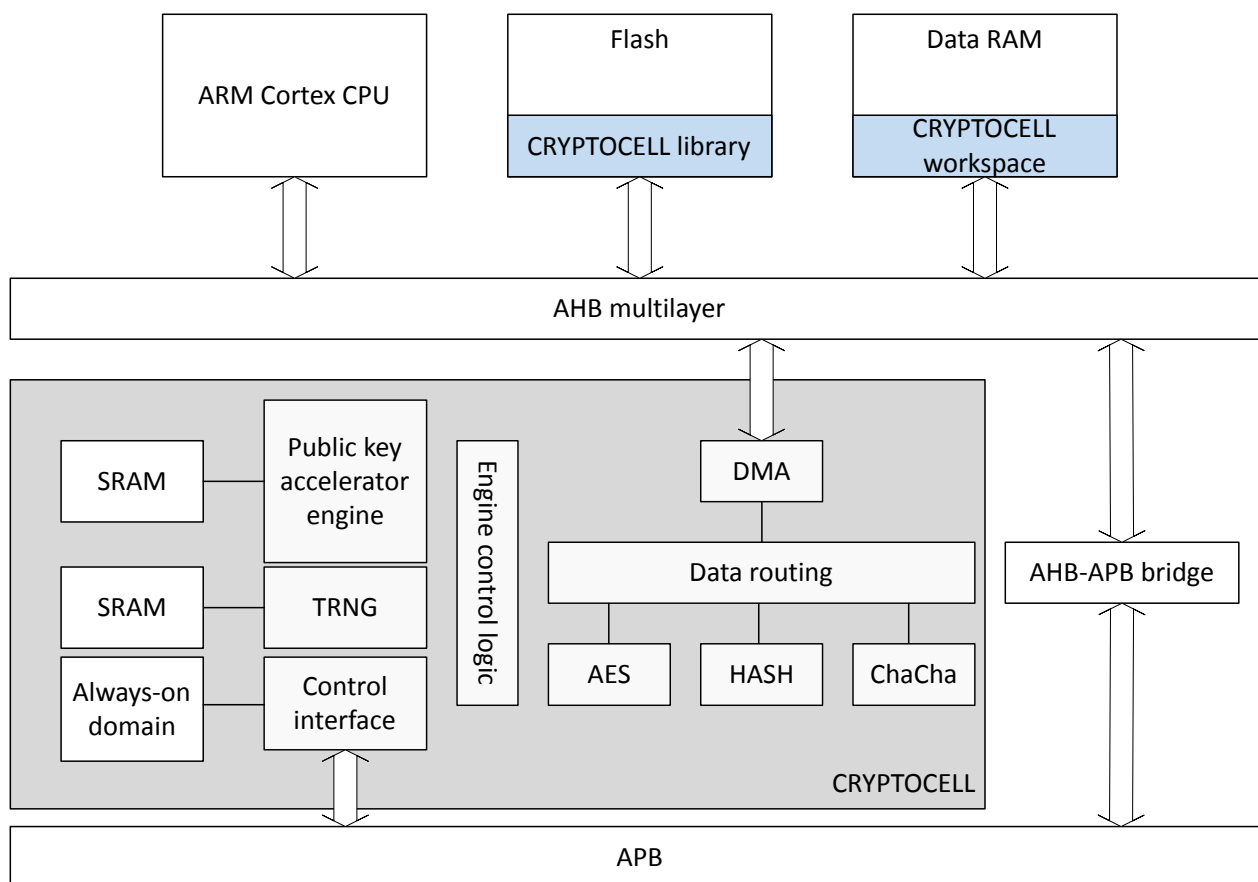 ARM Cortex CPU
Flash
CRYPTOCELL library
Data RAM
CRYPTOCELL
workspace
AHB multilayer
SRAM
Public key
accelerator
engine
SRAM
TRNG
Always-on
domain
Control
interface
Engine control logic
DMA
Data routing
AES
HASH
ChaCha
CRYPTOCELL
AHB-APB bridge
APB